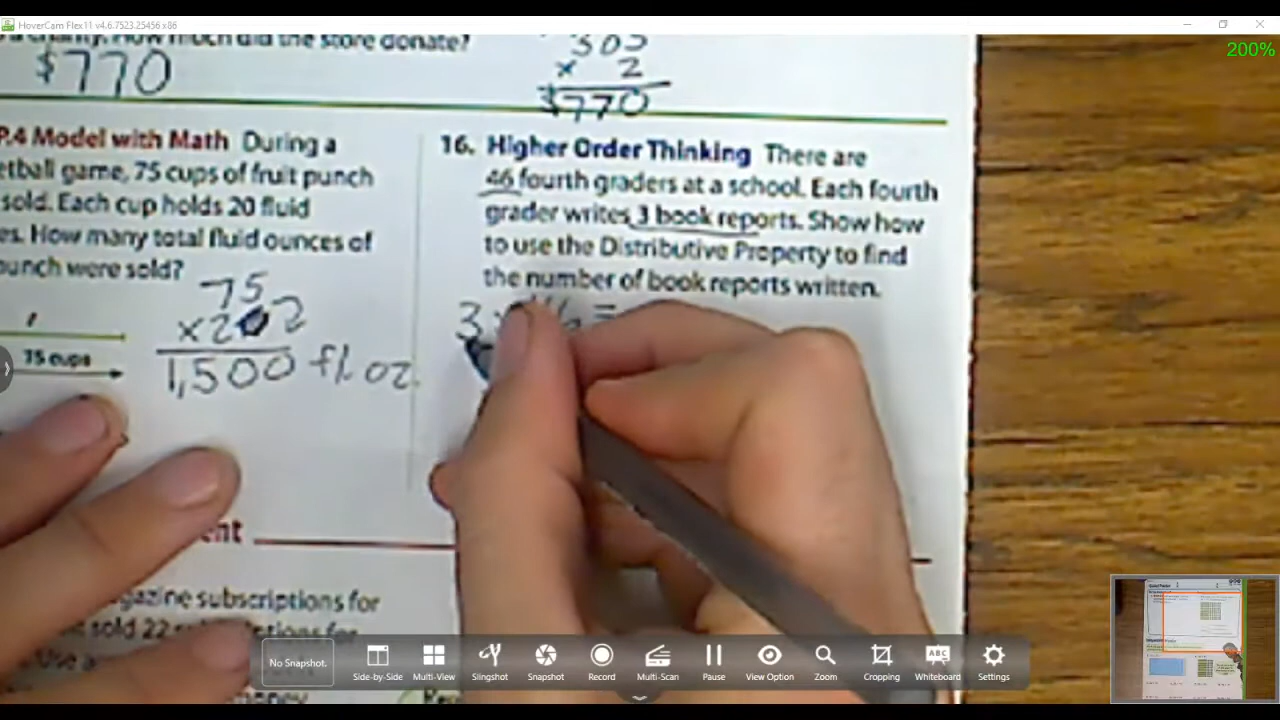 HoverCam Flex11 v4.6.7523.25456 x86
200%
much did the store donate?
$770
x 2
$770
P.4 Model with Math During a
etball game, 75 cups of fruit punch
sold. Each cup holds 20 fluid
es. How many total fluid ounces of
punch were sold?
75
1,500 fl. oz.
75 cups
16. Higher Order Thinking There are
46 fourth graders at a school. Each fourth
grader writes 3 book reports. Show how
to use the Distributive Property to find
the number of book reports written.
3 =
gazine subscriptions for
sold 22
Use a
money
No Snapshot.
Side-by-Side
Multi-View
Slingshot
Snapshot
Record
Multi-Scan
Pause
View Option
Zoom
Cropping
ABC
Whiteboard
Settings